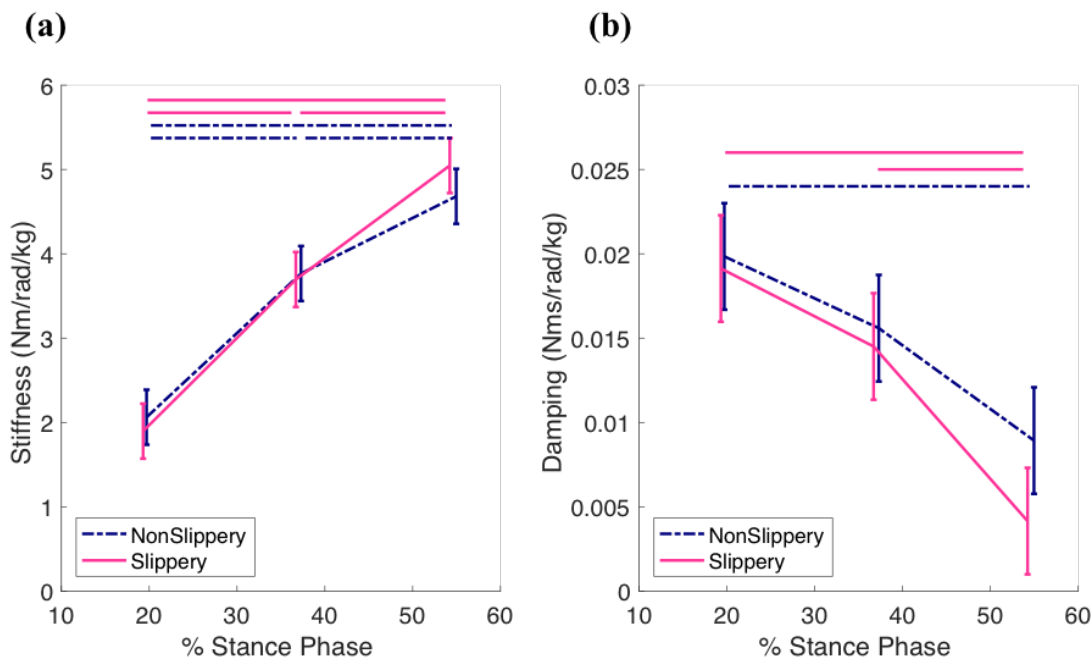 (a)
6
5
4
3
2
1
0
10 20 30 40 50 60
Stiffness (Nm/rad/kg)
% Stance Phase
NonSlippery
Slippery
(b)
0.03
0.025
0.02
0.015
0.01
0.005
0
10 20 30 40 50 60
Damping (Nms/rad/kg)
% Stance Phase
NonSlippery
Slippery